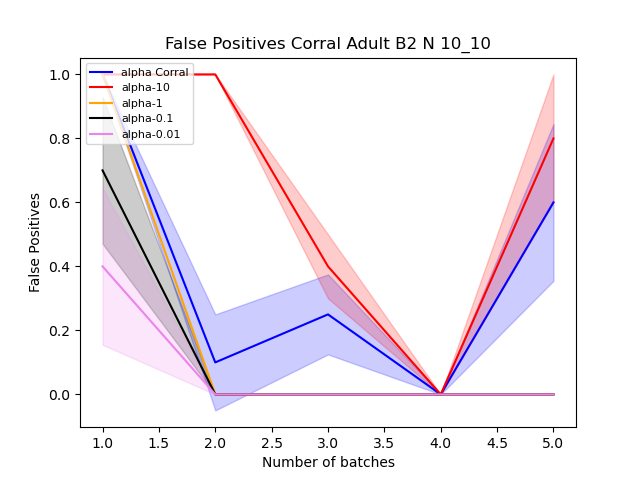 False Positives Corral Adult B2 N 10_10
alpha Corral
alpha-10
alpha-1
alpha-0.1
alpha-0.01
1.0
0.8
0.6
0.4
0.2
0.0
False Positives
1.0 1.5 2.0 2.5 3.0 3.5 4.0 4.5 5.0
Number of batches